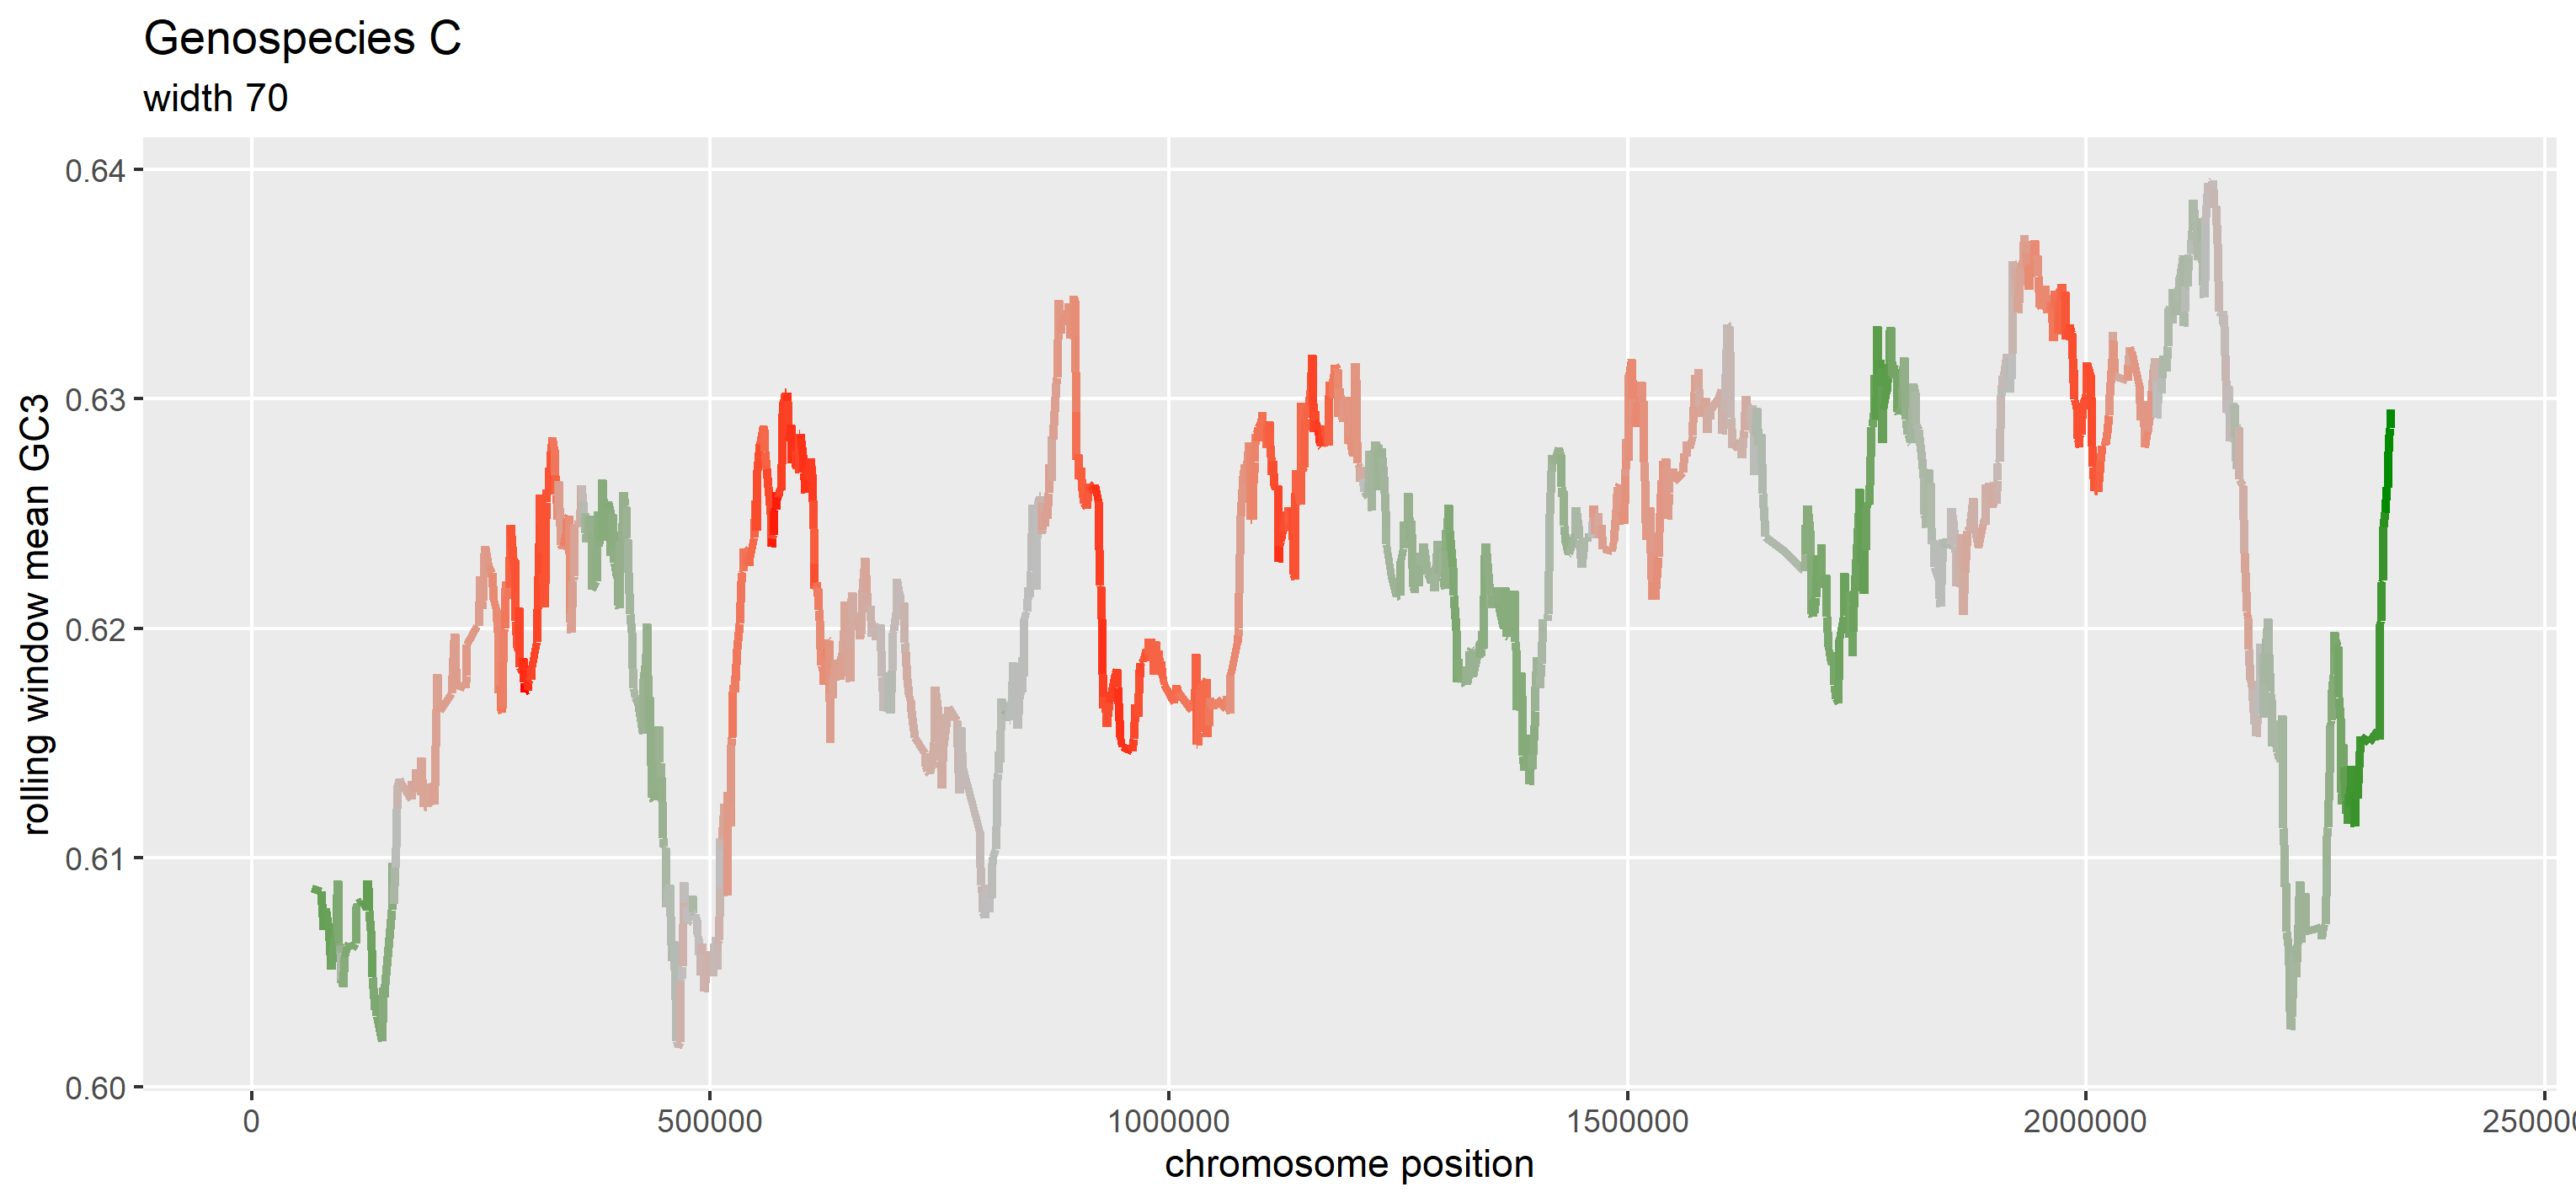 Genospecies C
width 70
rolling window mean GC3
0.64
0.63
0.62
0.61
0.60
0
500000
1000000
1500000
2000000
chromosome position